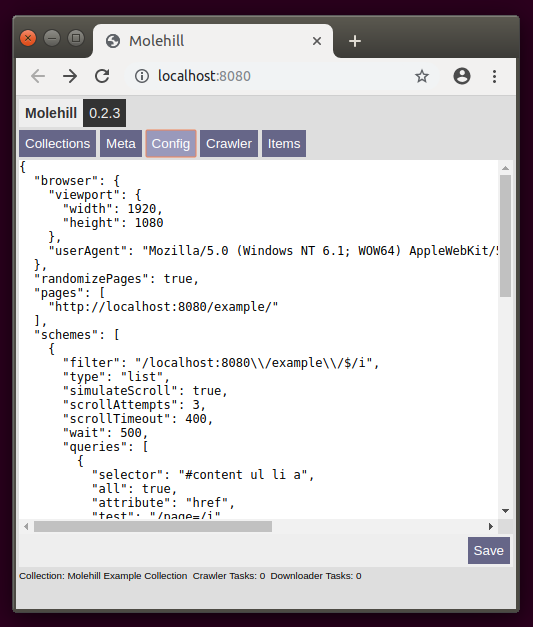 Molehill
localhost:8080
Molehill 0.2.3
Collections Meta Config Crawler Items
{
  "browser": {
    "viewport": {
      "width": 1920,
      "height": 1080
    },
    "userAgent": "Mozilla/5.0 (Windows NT 6.1; WOW64) AppleWebKit/5
  },
  "randomizePages": true,
  "pages": [
    "http://localhost:8080/example/"
  ],
  "schemes": [
    {
      "filter": "/localhost:8080\\/example\\/$/i",
      "type": "list",
      "simulateScroll": true,
      "scrollAttempts": 3,
      "scrollTimeout": 400,
      "wait": 500,
      "queries": [
        {
          "selector": "#content ul li a",
          "all": true,
          "attribute": "href",
          "test": "/page=/i"
Save
Collection: Molehill Example Collection Crawler Tasks: 0 Downloader Tasks: 0